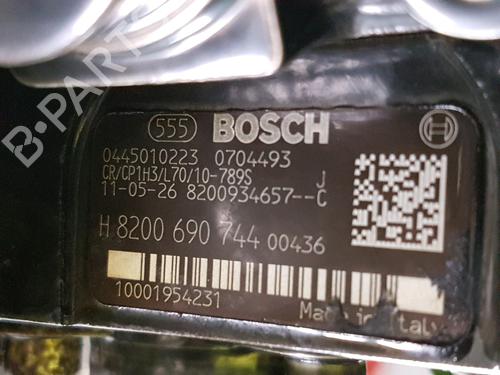 555 BOSCH
0445010223 0704493
CR/CP1H3/L70/10-789S J
11-05-26 8200934657--C
H 8200 690 744 00436
10001954231
Made in Italy
B-PARTS